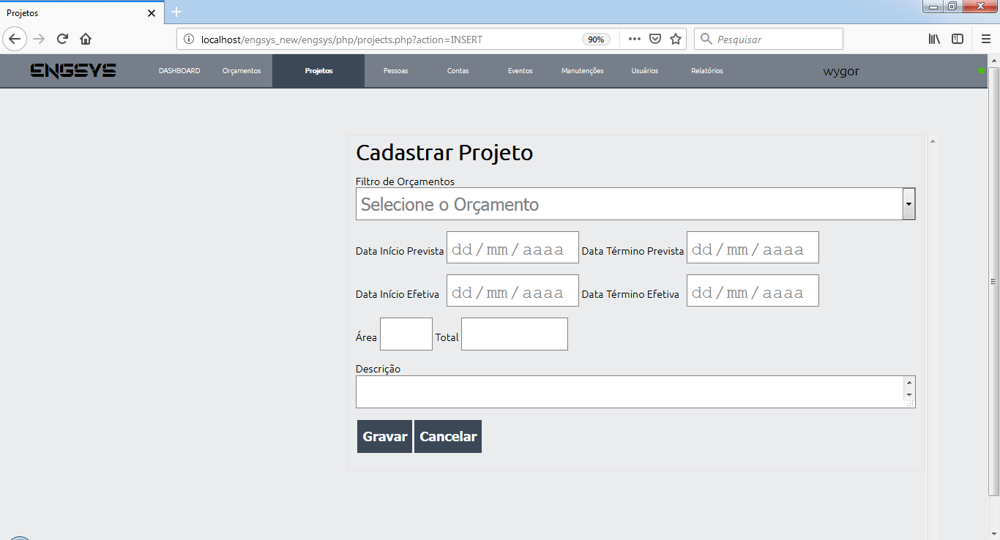 Projetos
localhost/engsys_new/engsys/php/projects.php?action=INSERT 90% Pesquisar
ENGSYS DASHBOARD Orçamentos Projetos Pessoas Contas Eventos Manutenções Usuários Relatórios wygor
Cadastrar Projeto
Filtro de Orçamentos
Selecione o Orçamento
Data Início Prevista dd/mm/aaaa Data Término Prevista dd/mm/aaaa
Data Início Efetiva dd/mm/aaaa Data Término Efetiva dd/mm/aaaa
Área Total
Descrição
Gravar Cancelar